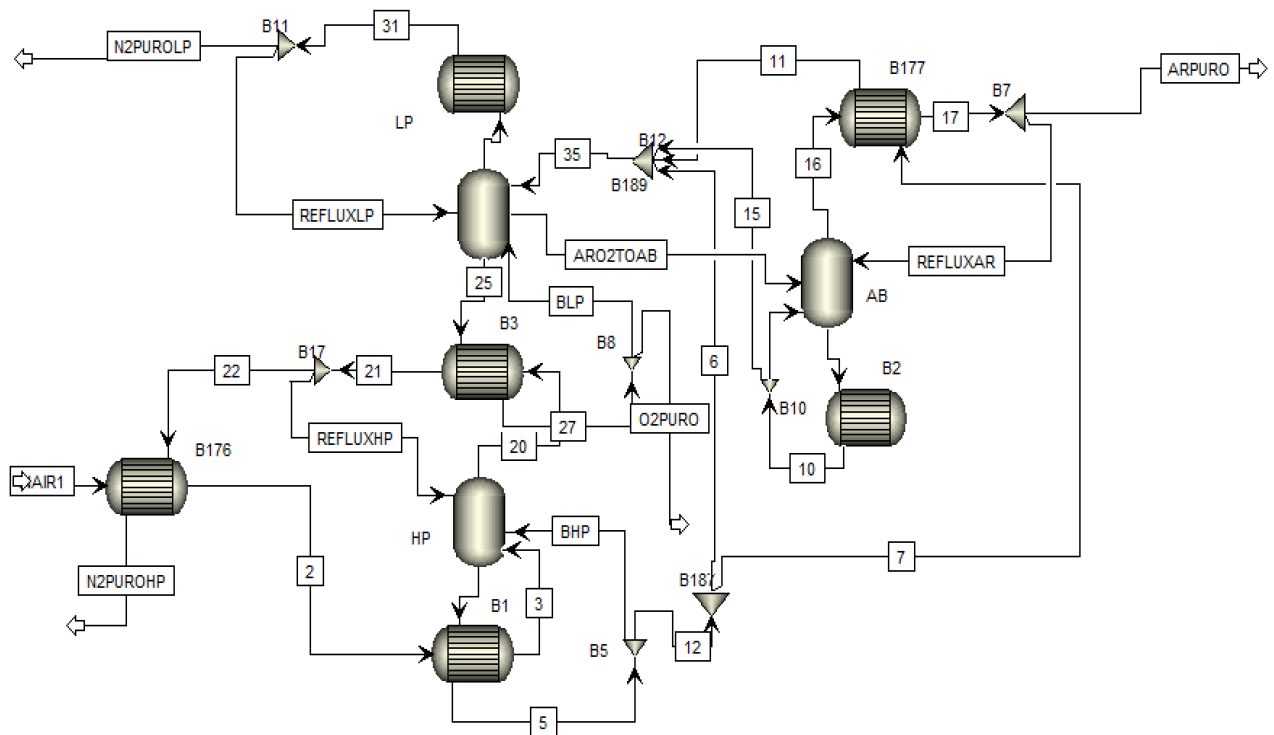 B11
31
N2PUROLP
LP
11
B177
ARPURO
B7
17
B12
35
B189
16
15
REFLUXLP
ARO2TOAB
REFLUXAR
AB
25
BLP
B3
B8
6
B2
B17
22
21
B10
27
O2PURO
REFLUXHP
20
10
B176
AIR1
HP
BHP
7
2
N2PUROHP
B187
3
B1
B5
12
5